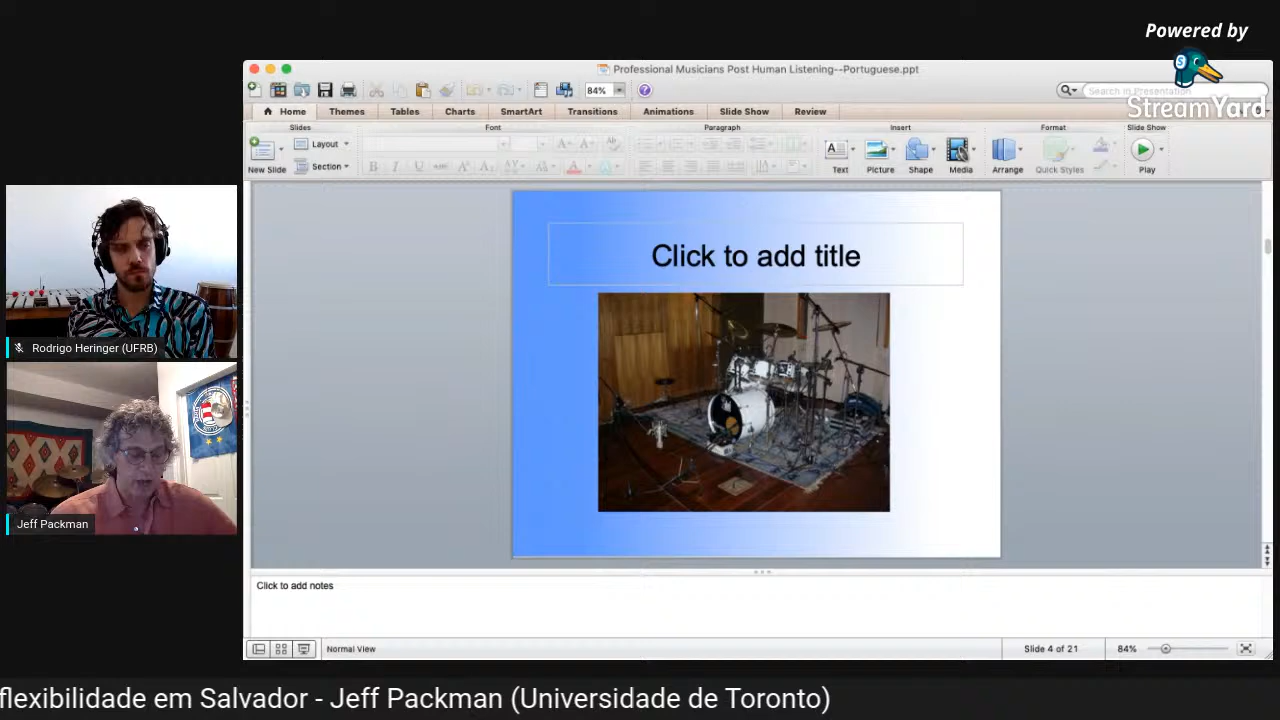 Powered by
StreamYard
Professional Musicians Post Human Listening--Portuguese.ppt
84%
Search in Presentation
Home
Themes
Tables
Charts
SmartArt
Transitions
Animations
Slide Show
Review
Slides
Font
Paragraph
Insert
Format
Slide Show
New Slide
Layout
Section
Text
Picture
Shape
Media
Arrange
Quick Styles
Play
Click to add title
Rodrigo Heringer (UFRB)
Jeff Packman
Click to add notes
Normal View
Slide 4 of 21
84%
flexibilidade em Salvador - Jeff Packman (Universidade de Toronto)